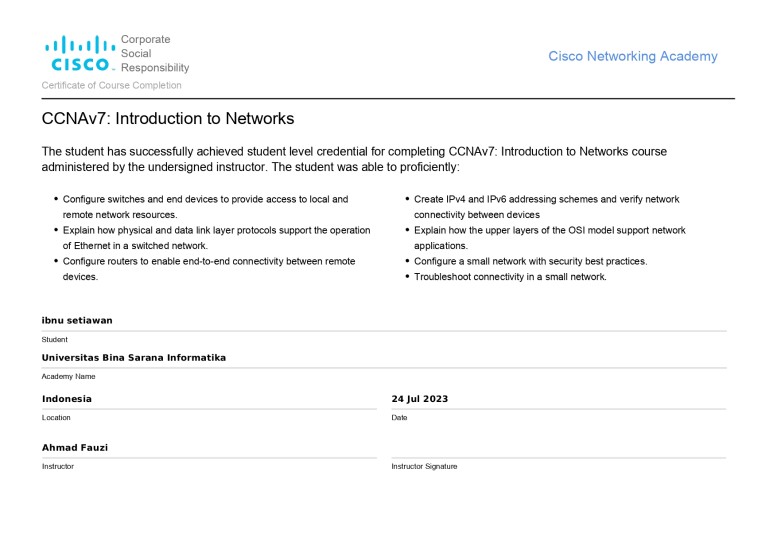 Corporate
Social
CISCO Responsibility
Cisco Networking Academy
Certificate of Course Completion
CCNAv7: Introduction to Networks
The student has successfully achieved student level credential for completing CCNAv7: Introduction to Networks course
administered by the undersigned instructor. The student was able to proficiently:
• Configure switches and end devices to provide access to local and
remote network resources.
• Explain how physical and data link layer protocols support the operation
of Ethernet in a switched network.
• Configure routers to enable end-to-end connectivity between remote
devices.
• Create IPv4 and IPv6 addressing schemes and verify network
connectivity between devices
• Explain how the upper layers of the OSI model support network
applications.
• Configure a small network with security best practices.
• Troubleshoot connectivity in a small network.
ibnu setiawan
Student
Universitas Bina Sarana Informatika
Academy Name
Indonesia
Location
24 Jul 2023
Date
Ahmad Fauzi
Instructor
Instructor Signature